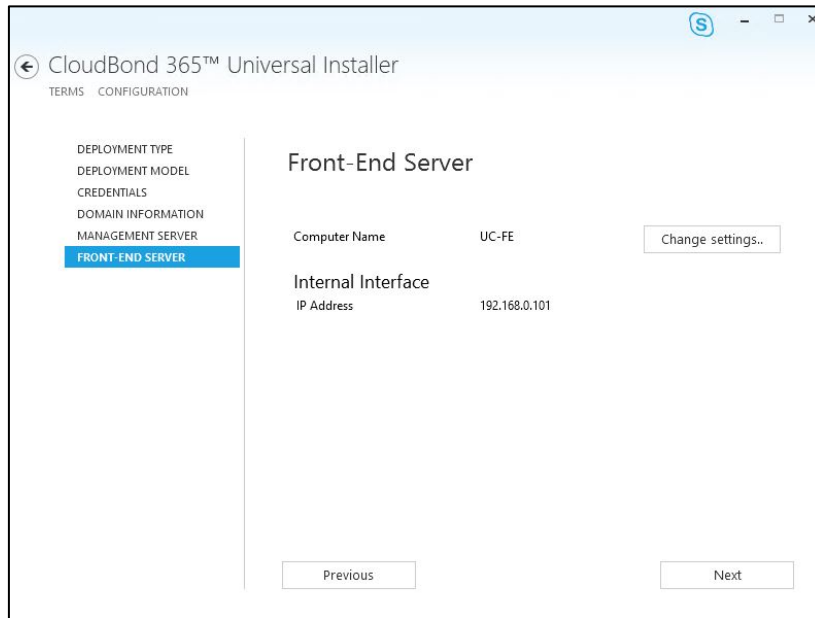 S
CloudBond 365™ Universal Installer
TERMS CONFIGURATION
DEPLOYMENT TYPE
DEPLOYMENT MODEL
CREDENTIALS
DOMAIN INFORMATION
MANAGEMENT SERVER
FRONT-END SERVER
Front-End Server
Computer Name UC-FE Change settings..
Internal Interface
IP Address 192.168.0.101
Previous Next